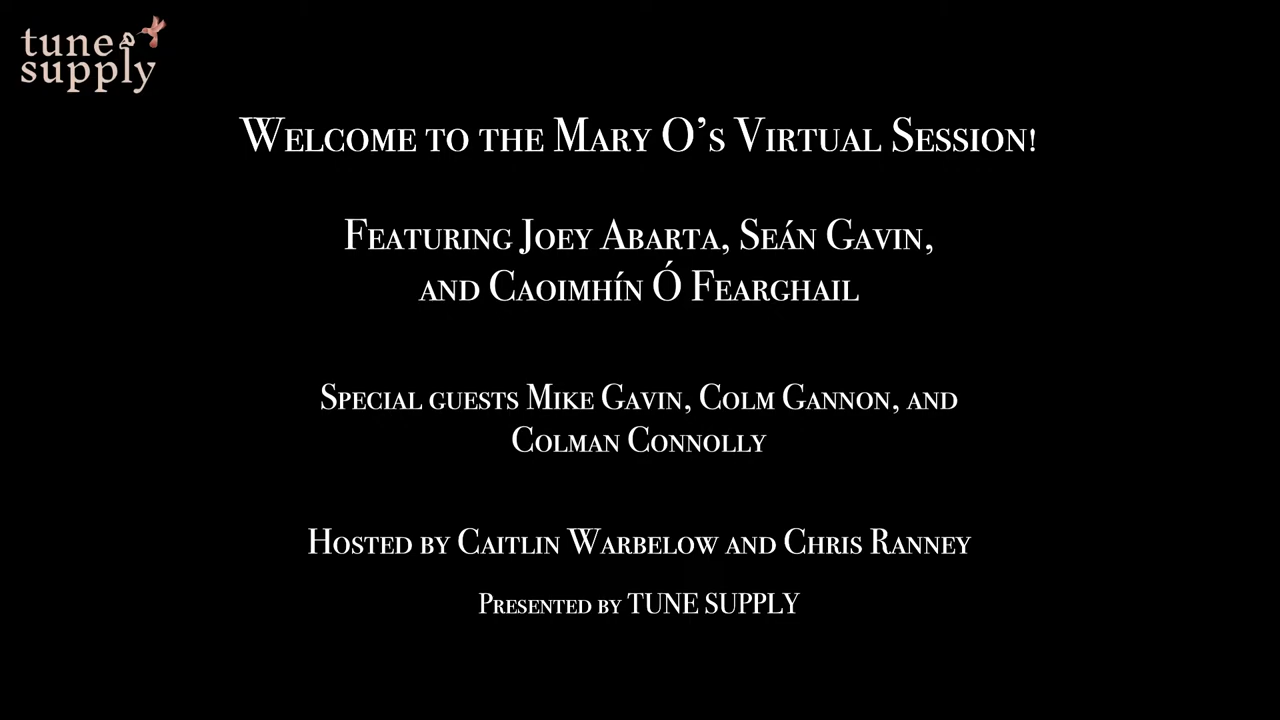 tune
supply
Welcome to the Mary O’s Virtual Session!
Featuring Joey Abarta, Seán Gavin,
and Caoimhín Ó Fearghail
Special guests Mike Gavin, Colm Gannon, and
Colman Connolly
Hosted by Caitlin Warbelow and Chris Ranney
Presented by TUNE SUPPLY